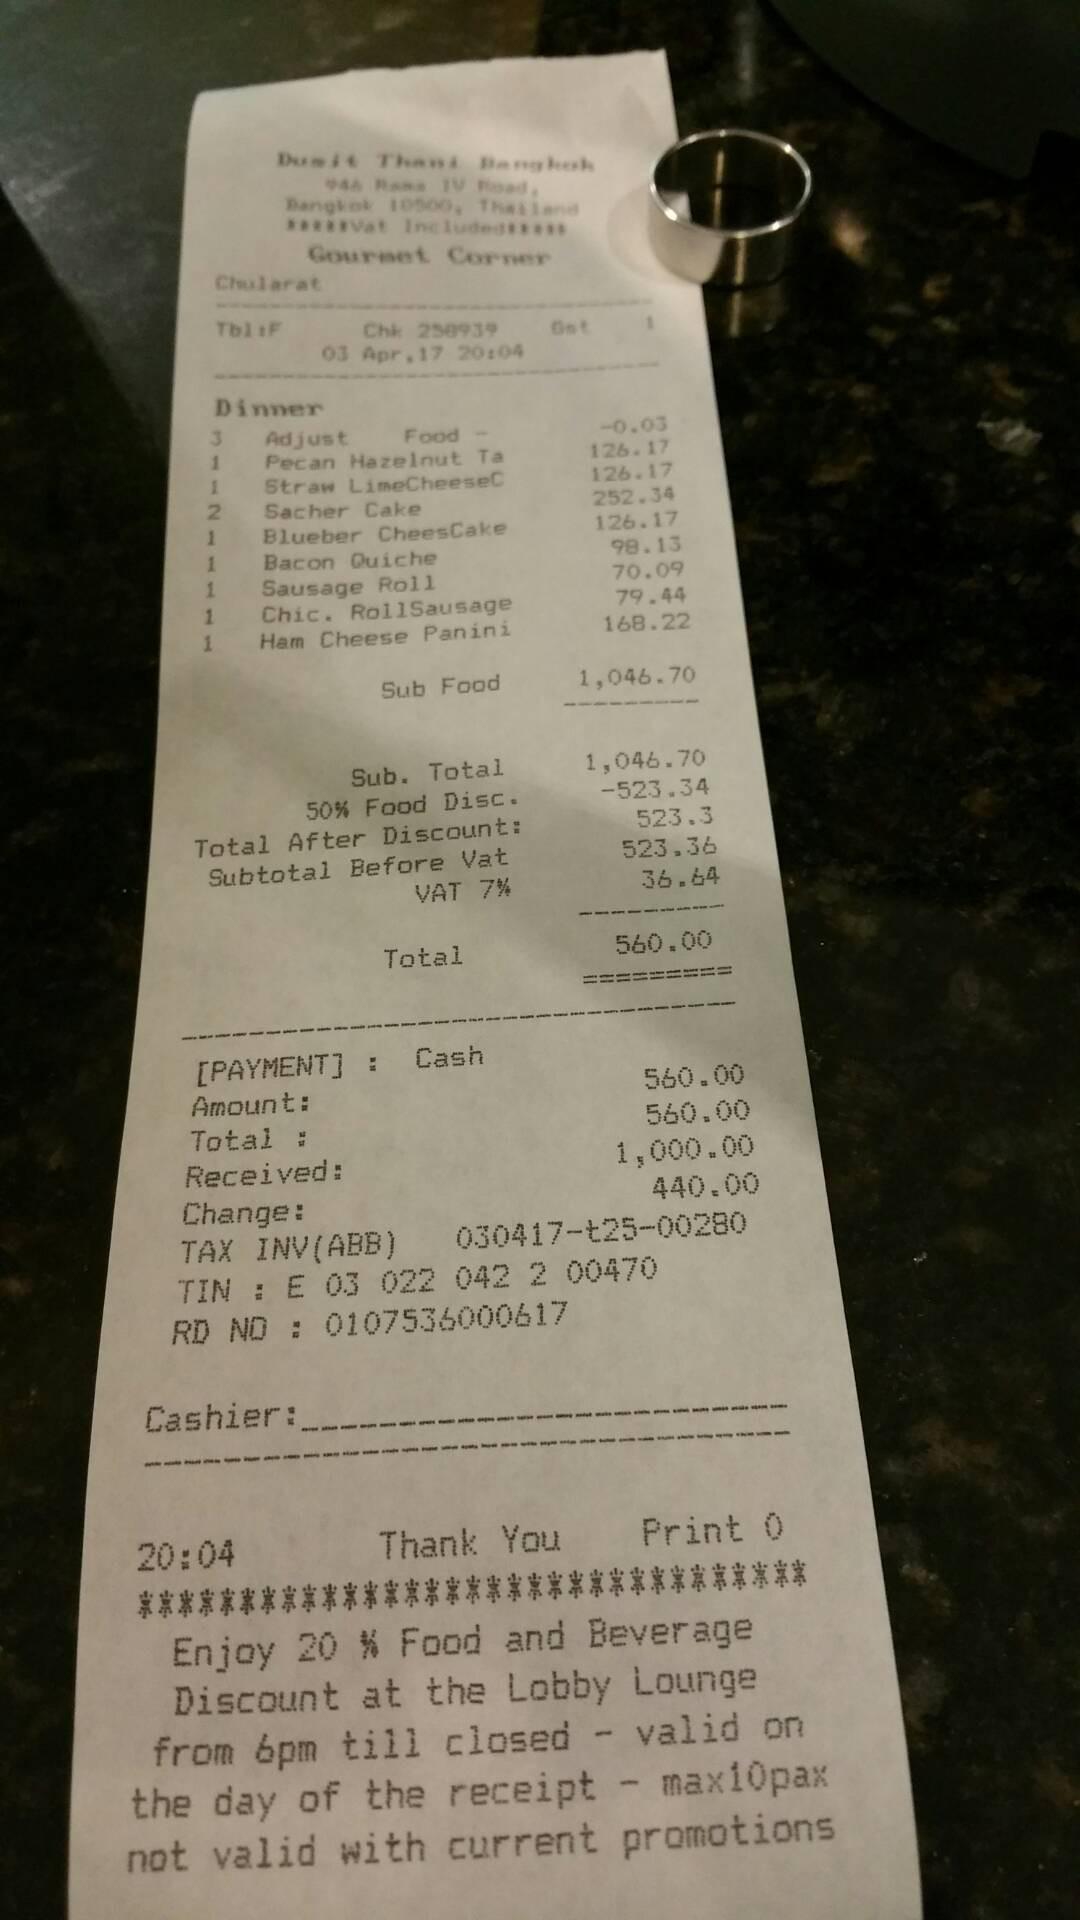 Dusit Thani Bangkok
946 Rama IV Road,
Bangkok 10500, Thailand
*****Vat Included*****
Gourmet Corner
Chularat
Tbl:F Chk 258939 Gst 1
03 Apr,17 20:04
Dinner
3 Adjust Food - -0.03
1 Pecan Hazelnut Ta 126.17
1 Straw LimeCheeseC 126.17
2 Sacher Cake 252.34
1 Blueber CheesCake 126.17
1 Bacon Quiche 98.13
1 Sausage Roll 70.09
1 Chic. RollSausage 79.44
1 Ham Cheese Panini 168.22
Sub Food 1,046.70
Sub. Total 1,046.70
50% Food Disc. -523.34
Total After Discount: 523.3
Subtotal Before Vat 523.36
VAT 7% 36.64
Total 560.00
=========
[PAYMENT] : Cash
Amount: 560.00
Total : 560.00
Received: 1,000.00
Change: 440.00
TAX INV(ABB) 030417-t25-00280
TIN : E 03 022 042 2 00470
RD NO : 0107536000617
Cashier:
20:04 Thank You Print 0
*********************************
Enjoy 20 % Food and Beverage
Discount at the Lobby Lounge
from 6pm till closed - valid on
the day of the receipt - max10pax
not valid with current promotions